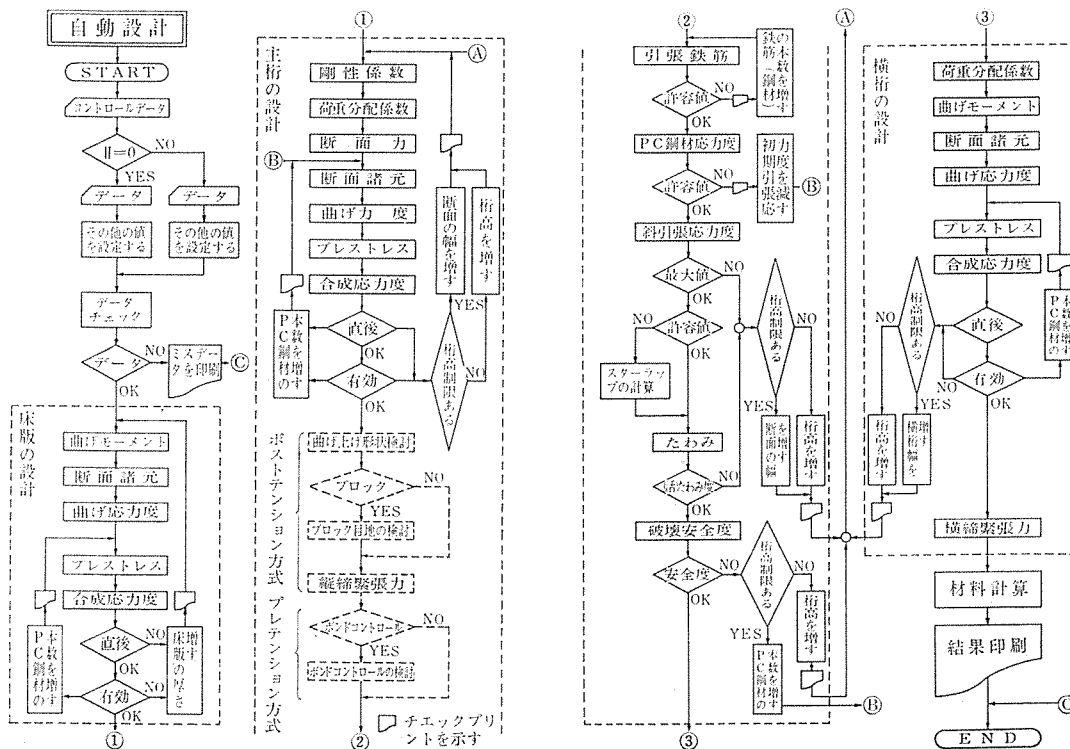 自動設計
START
コントロールデータ
II=0
NO
YES
データ
データ
その他の値
を設定する
その他の値
を設定する
データ
チェック
データ
NO
OK
ミスデー
タを印刷
Ⓒ
床版の設計
曲げモーメント
断面諸元
曲げ応力度
プレストレス
合成応力度
直後
NO
OK
有効
NO
OK
PC鋼材の
本数を増す
床版の厚さ
増す
①
①
主桁の設計
Ⓐ
剛性係数
荷重分配係数
断面力
Ⓑ
断面諸元
曲げ力度
プレストレス
合成応力度
直後
OK
有効
OK
PC鋼材の
本数を増す
断面の幅を増す
桁高を増す
YES
NO
桁高制限ある
ポストテンション方式
曲げ上げ形状検討
ブロック
NO
YES
ブロック目地の検討
縦締緊張力
プレテンション方式
ボンドコントロール
NO
YES
ボンドコントロールの検討
②
チエックプリ
ントを示す
②
引張鉄筋
許容値
NO
OK
鉄筋~鋼材
の本数を増す
PC鋼材応力度
許容値
NO
OK
初期引張応
力度を減す
Ⓑ
斜引張応力度
最大値
NO
OK
許容値
NO
OK
スターラッ
プの計算
桁高制限ある
NO
YES
断面の幅
を増す
桁高を増す
たわみ
活たわみ度
NO
OK
破壊安全度
安全度
NO
OK
桁高制限ある
NO
YES
PC鋼材の
本数を増す
桁高を増す
Ⓑ
③
Ⓐ
③
横桁の設計
荷重分配係数
曲げモーメント
断面諸元
曲げ応力度
プレストレス
合成応力度
直後
NO
OK
有効
NO
OK
PC鋼材の
本数を増す
桁高制限ある
NO
YES
桁高を増す
横桁幅を
増す
横締緊張力
材料計算
結果印刷
Ⓒ
END